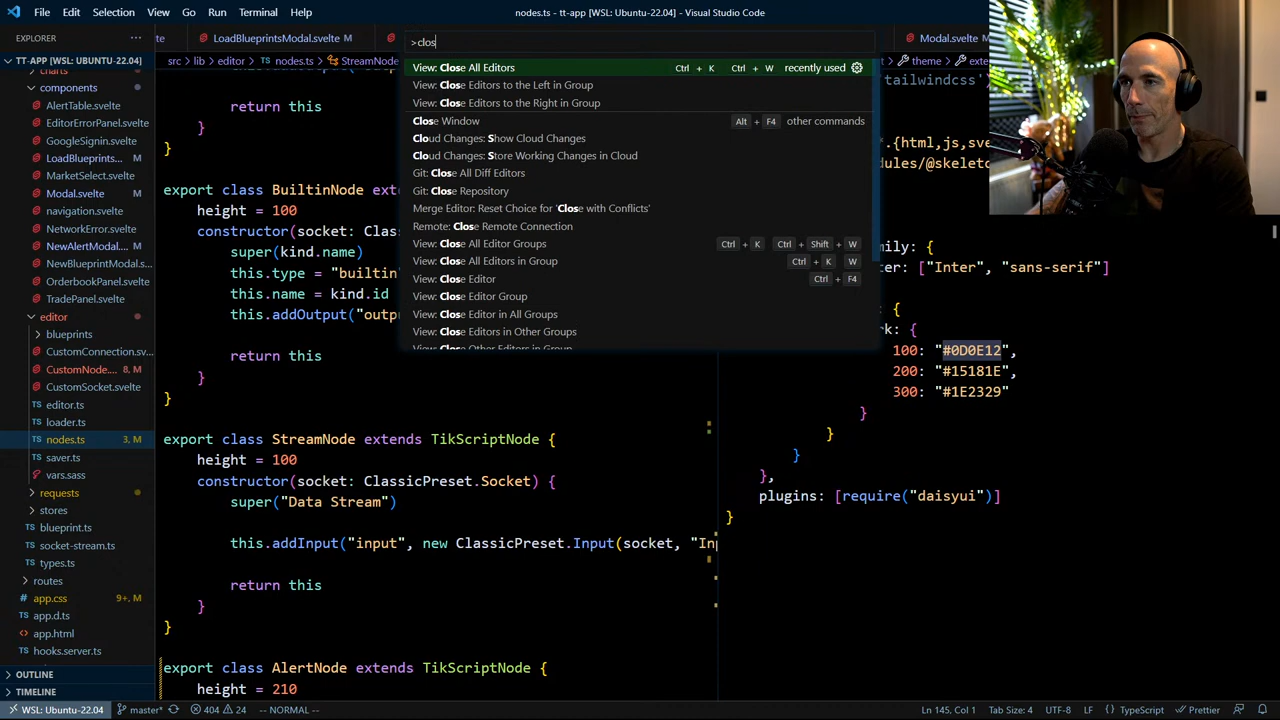 File Edit Selection View Go Run Terminal Help
nodes.ts - tt-app [WSL: Ubuntu-22.04] - Visual Studio Code
EXPLORER
TT-APP [WSL: UBUNTU-22.04]
charts
components
AlertTable.svelte
EditorErrorPanel.svelte
GoogleSignin.svelte
LoadBlueprints... M
MarketSelect.svelte
Modal.svelte M
navigation.svelte
NetworkError.svelte
NewAlertModal.... M
NewBlueprintModal.s...
OrderbookPanel.svelte
TradePanel.svelte
editor
blueprints
CustomConnection.sv...
CustomNode.... 8, M
CustomSocket.svelte
editor.ts
loader.ts
nodes.ts 3, M
saver.ts
vars.sass
requests
stores
blueprint.ts
socket-stream.ts
types.ts
routes
app.css 9+, M
app.d.ts
app.html
hooks.server.ts
OUTLINE
TIMELINE
te LoadBlueprintsModal.svelte M
Modal.svelte M
src > lib > editor > nodes.ts > StreamNode
theme > exte
>clos
View: Close All Editors Ctrl + K Ctrl + W recently used
View: Close Editors to the Left in Group
View: Close Editors to the Right in Group
Close Window Alt + F4 other commands
Cloud Changes: Show Cloud Changes
Cloud Changes: Store Working Changes in Cloud
Git: Close All Diff Editors
Git: Close Repository
Merge Editor: Reset Choice for 'Close with Conflicts'
Remote: Close Remote Connection
View: Close All Editor Groups Ctrl + K Ctrl + Shift + W
View: Close All Editors in Group Ctrl + K W
View: Close Editor Ctrl + F4
View: Close Editor Group
View: Close Editor in All Groups
View: Close Editors in Other Groups
View: Close Other Editors in Group
return this
}
}
export class BuiltinNode exte
height = 100
constructor(socket: Class
super(kind.name)
this.type = "builtin"
this.name = kind.id
this.addOutput("outpu
return this
}
}
export class StreamNode extends TikScriptNode {
height = 100
constructor(socket: ClassicPreset.Socket) {
super("Data Stream")
this.addInput("input", new ClassicPreset.Input(socket, "Inp
return this
}
}
export class AlertNode extends TikScriptNode {
height = 210
tailwindcss')
*.{html,js,sve
dules/@skeleto
mily: {
ter: ["Inter", "sans-serif"]
: {
rk: {
100: "#0D0E12",
200: "#15181E",
300: "#1E2329"
}
}
}
},
plugins: [require("daisyui")]
}
WSL: Ubuntu-22.04 master* 404 24 -- NORMAL --
Ln 145, Col 1 Tab Size: 4 UTF-8 LF {} TypeScript Prettier